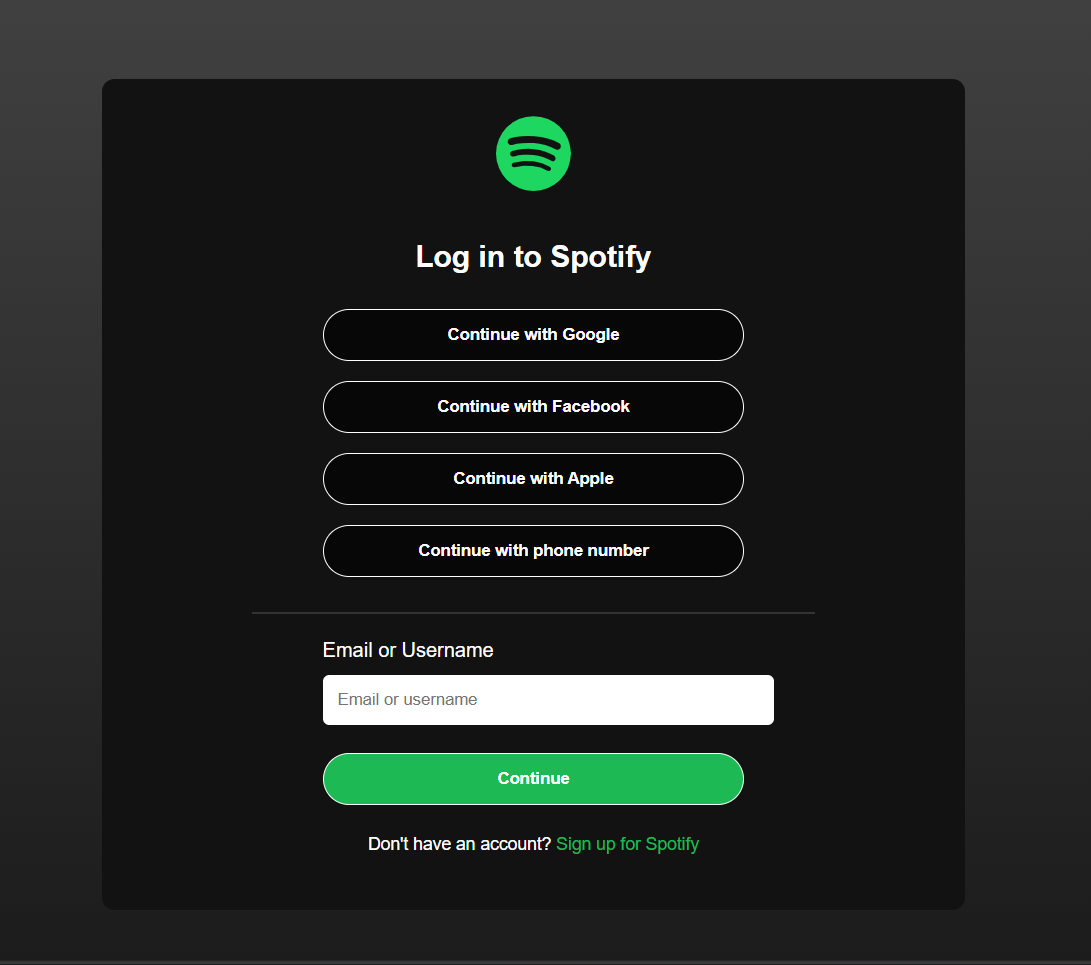 Log in to Spotify
Continue with Google
Continue with Facebook
Continue with Apple
Continue with phone number
Email or Username
Email or username
Continue
Don't have an account? Sign up for Spotify